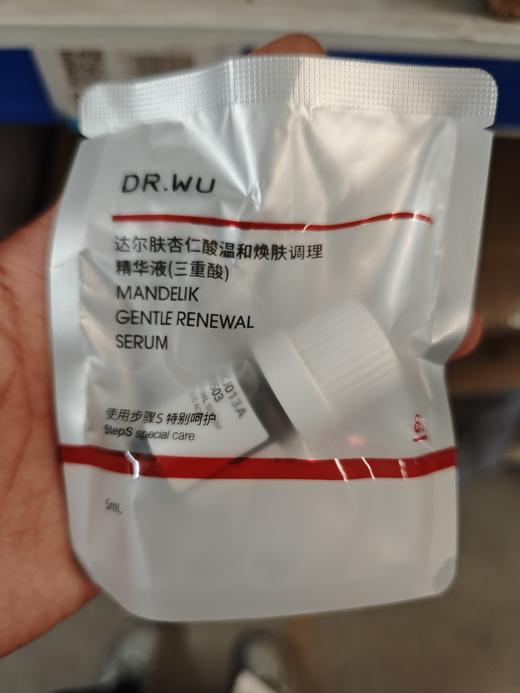 DR.WU
达尔肤杏仁酸温和焕肤调理
精华液(三重酸)
MANDELIK
GENTLE RENEWAL
SERUM
使用步骤S 特别呵护
StepS special care
5mL